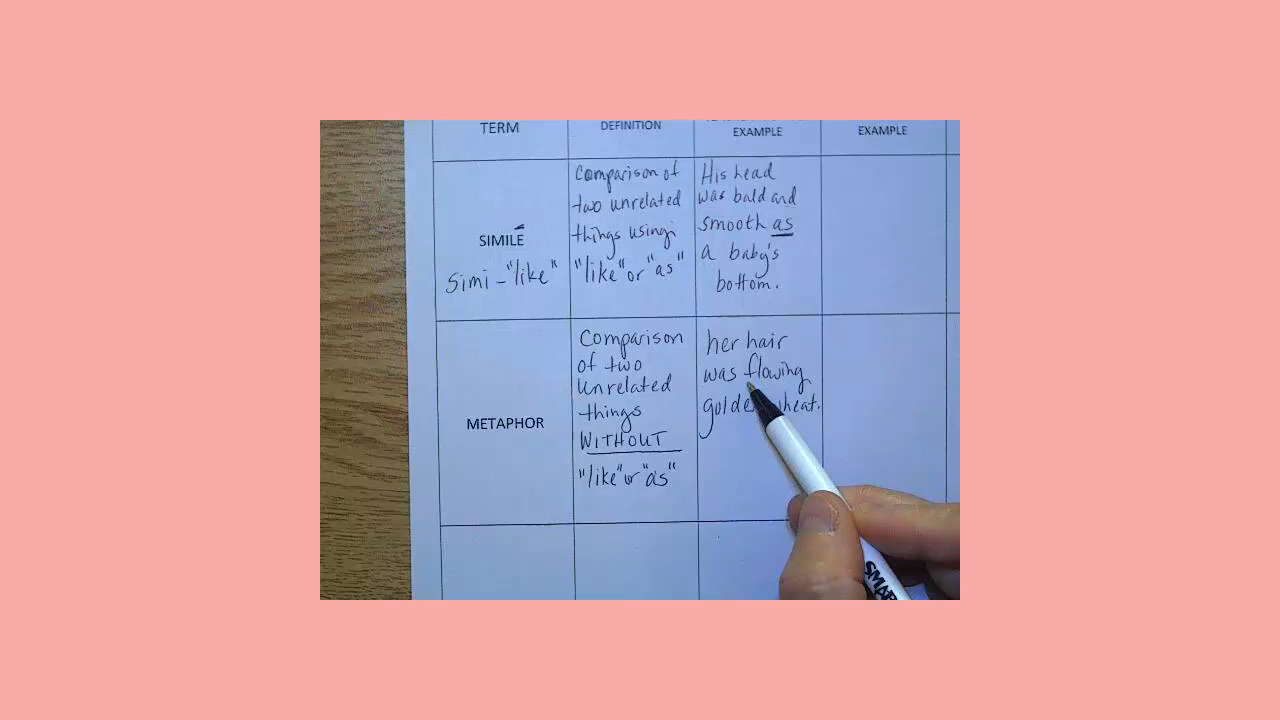 TERM
DEFINITION
EXAMPLE
EXAMPLE
SIMILÉ
Simi - "like"
Comparison of
two unrelated
things using
"like" or "as"
His head
was bald and
smooth as
a baby's
bottom.
METAPHOR
Comparison
of two
unrelated
things
WITHOUT
"like" or "as"
her hair
was flowing